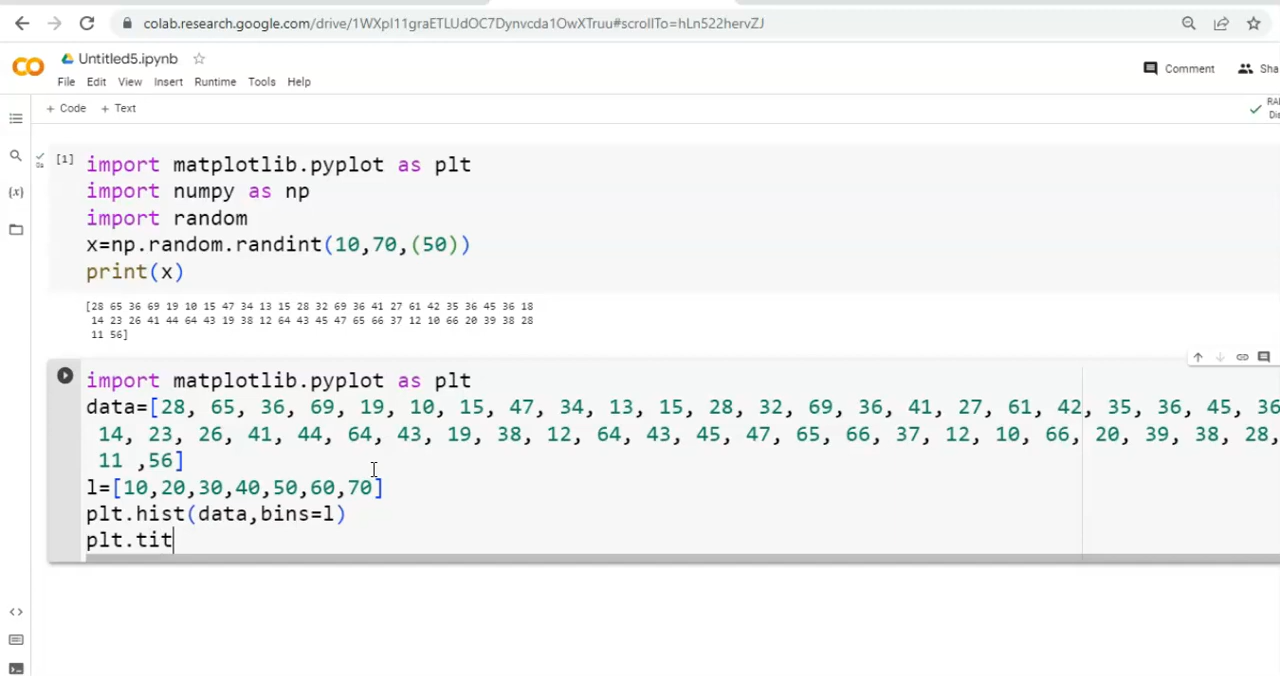 colab.research.google.com/drive/1WXpI11graETLUdOC7Dynvcda1OwXTruu#scrollTo=hLn522hervZJ
Untitled5.ipynb
Comment
Sha
File Edit View Insert Runtime Tools Help
+ Code + Text
RA
Dis
[1]
0s
import matplotlib.pyplot as plt
import numpy as np
import random
x=np.random.randint(10,70,(50))
print(x)
{x}
[28 65 36 69 19 10 15 47 34 13 15 28 32 69 36 41 27 61 42 35 36 45 36 18
14 23 26 41 44 64 43 19 38 12 64 43 45 47 65 66 37 12 10 66 20 39 38 28
11 56]
import matplotlib.pyplot as plt
data=[28, 65, 36, 69, 19, 10, 15, 47, 34, 13, 15, 28, 32, 69, 36, 41, 27, 61, 42, 35, 36, 45, 36
14, 23, 26, 41, 44, 64, 43, 19, 38, 12, 64, 43, 45, 47, 65, 66, 37, 12, 10, 66, 20, 39, 38, 28,
11 ,56]
l=[10,20,30,40,50,60,70]
plt.hist(data,bins=l)
plt.tit